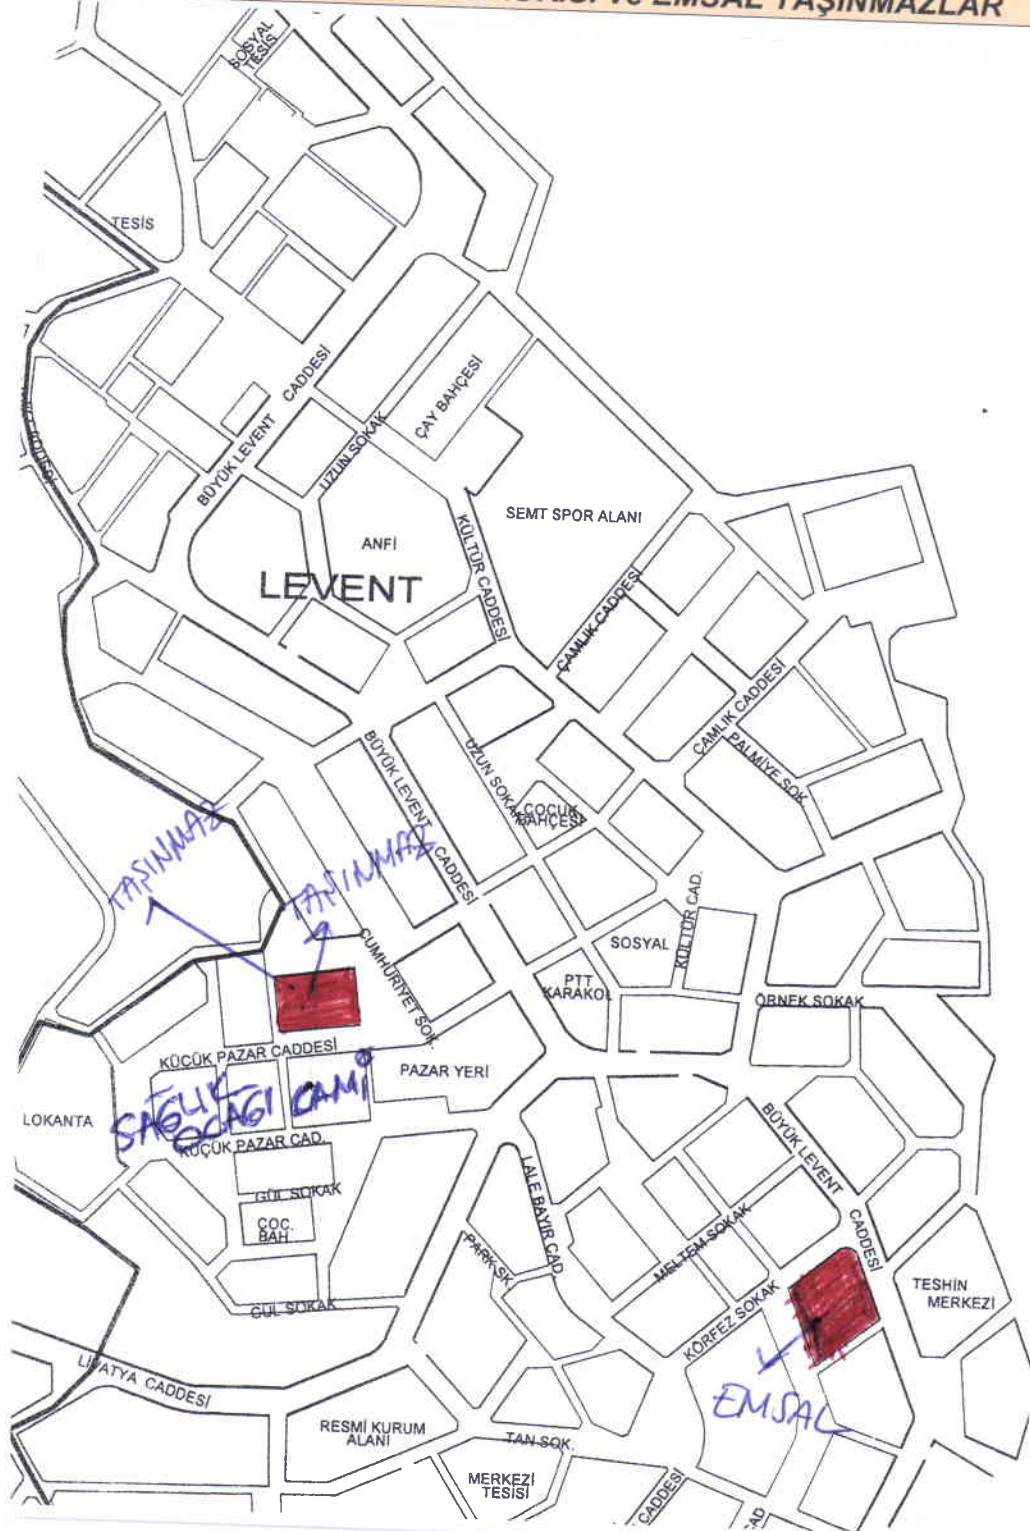 ve EMSAL TAŞINMAZLAR
SOSYAL
TESİS
TESİS
BÜYÜK LEVENT CADDESİ
UZUN SOKAK
ÇAY BAHÇESİ
SEMT SPOR ALANI
ANFİ
KÜLTÜR CADDESİ
LEVENT
ÇAMLIK CADDESİ
ÇAMLIK CADDESİ
PALMİYE SOK.
BÜYÜK LEVENT CADDESİ
UZUN SOKAK
ÇOCUK
BAHÇESİ
TAŞINMAZ
TAŞINMAZ
KÜLTÜR CAD.
SOSYAL
CUMHURİYET SOK.
PTT
KARAKOL
ÖRNEK SOKAK
KÜÇÜK PAZAR CADDESİ
PAZAR YERİ
LOKANTA
SAĞLIK
OCAĞI
CAMİ
KÜÇÜK PAZAR CAD.
BÜYÜK LEVENT CADDESİ
GÜL SOKAK
LALE BAYIR CAD.
ÇOC.
BAH.
MELTEM SOKAK
PARK SK.
TESHİN
MERKEZİ
GÜL SOKAK
KÖRFEZ SOKAK
LİVATYA CADDESİ
EMSAL
RESMİ KURUM
ALANI
TAN SOK.
MERKEZİ
TESİSİ
CADDESİ